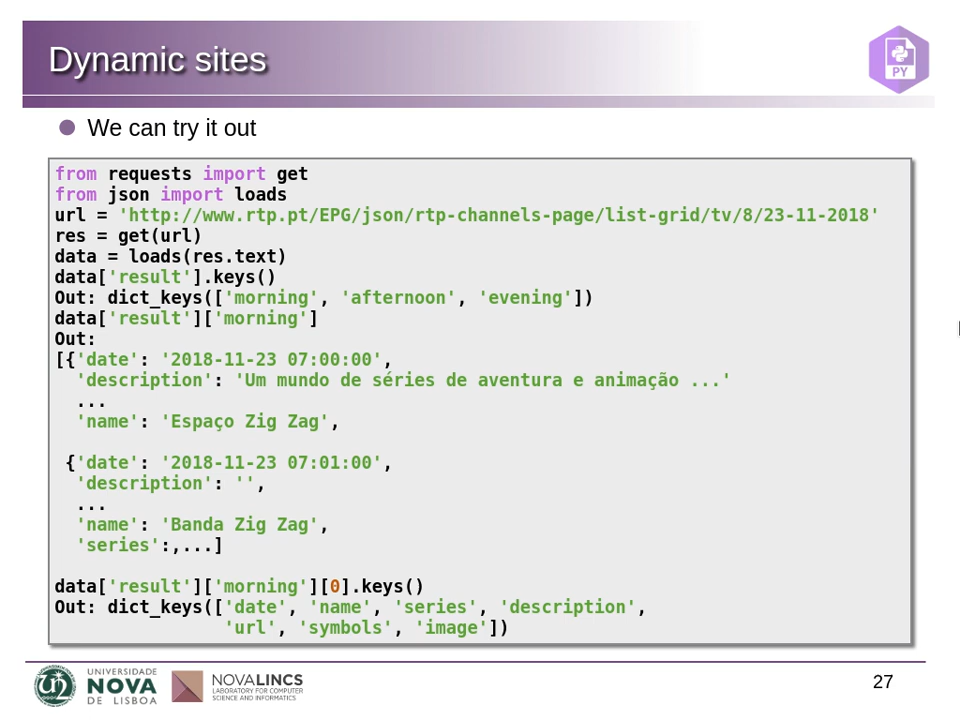 Dynamic sites
PY
We can try it out
from requests import get
from json import loads
url = 'http://www.rtp.pt/EPG/json/rtp-channels-page/list-grid/tv/8/23-11-2018'
res = get(url)
data = loads(res.text)
data['result'].keys()
Out: dict_keys(['morning', 'afternoon', 'evening'])
data['result']['morning']
Out:
[{'date': '2018-11-23 07:00:00',
  'description': 'Um mundo de séries de aventura e animação ...'
  ...
  'name': 'Espaço Zig Zag',
 {'date': '2018-11-23 07:01:00',
  'description': '',
  ...
  'name': 'Banda Zig Zag',
  'series':,...]
data['result']['morning'][0].keys()
Out: dict_keys(['date', 'name', 'series', 'description',
                'url', 'symbols', 'image'])
UNIVERSIDADE
NOVA
DE LISBOA
NOVALINCS
LABORATORY FOR COMPUTER
SCIENCE AND INFORMATICS
27